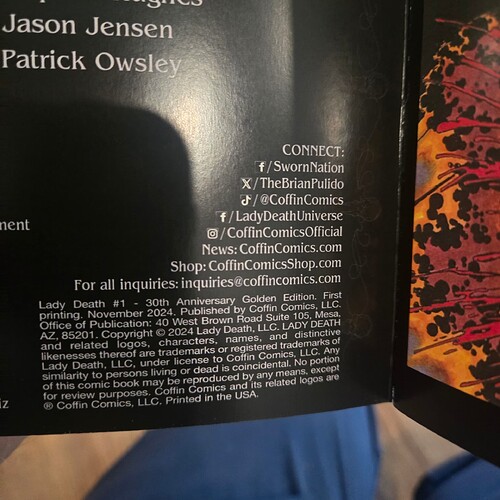 Jason Jensen
Patrick Owsley
CONNECT:
/SwornNation
/TheBrianPulido
/@CoffinComics
/LadyDeathUniverse
/CoffinComicsOfficial
News: CoffinComics.com
Shop: CoffinComicsShop.com
For all inquiries: inquiries@coffincomics.com
Lady Death #1 - 30th Anniversary Golden Edition. First
printing. November 2024. Published by Coffin Comics, LLC.
Office of Publication: 40 West Brown Road Suite 105, Mesa,
AZ, 85201. Copyright © 2024 Lady Death, LLC. LADY DEATH
and related logos, characters, names, and distinctive
likenesses thereof are trademarks or registered trademarks of
Lady Death, LLC, under license to Coffin Comics, LLC. Any
similarity to persons living or dead is coincidental. No portion
of this comic book may be reproduced by any means, except
for review purposes. Coffin Comics and its related logos are
® Coffin Comics, LLC. Printed in the USA.